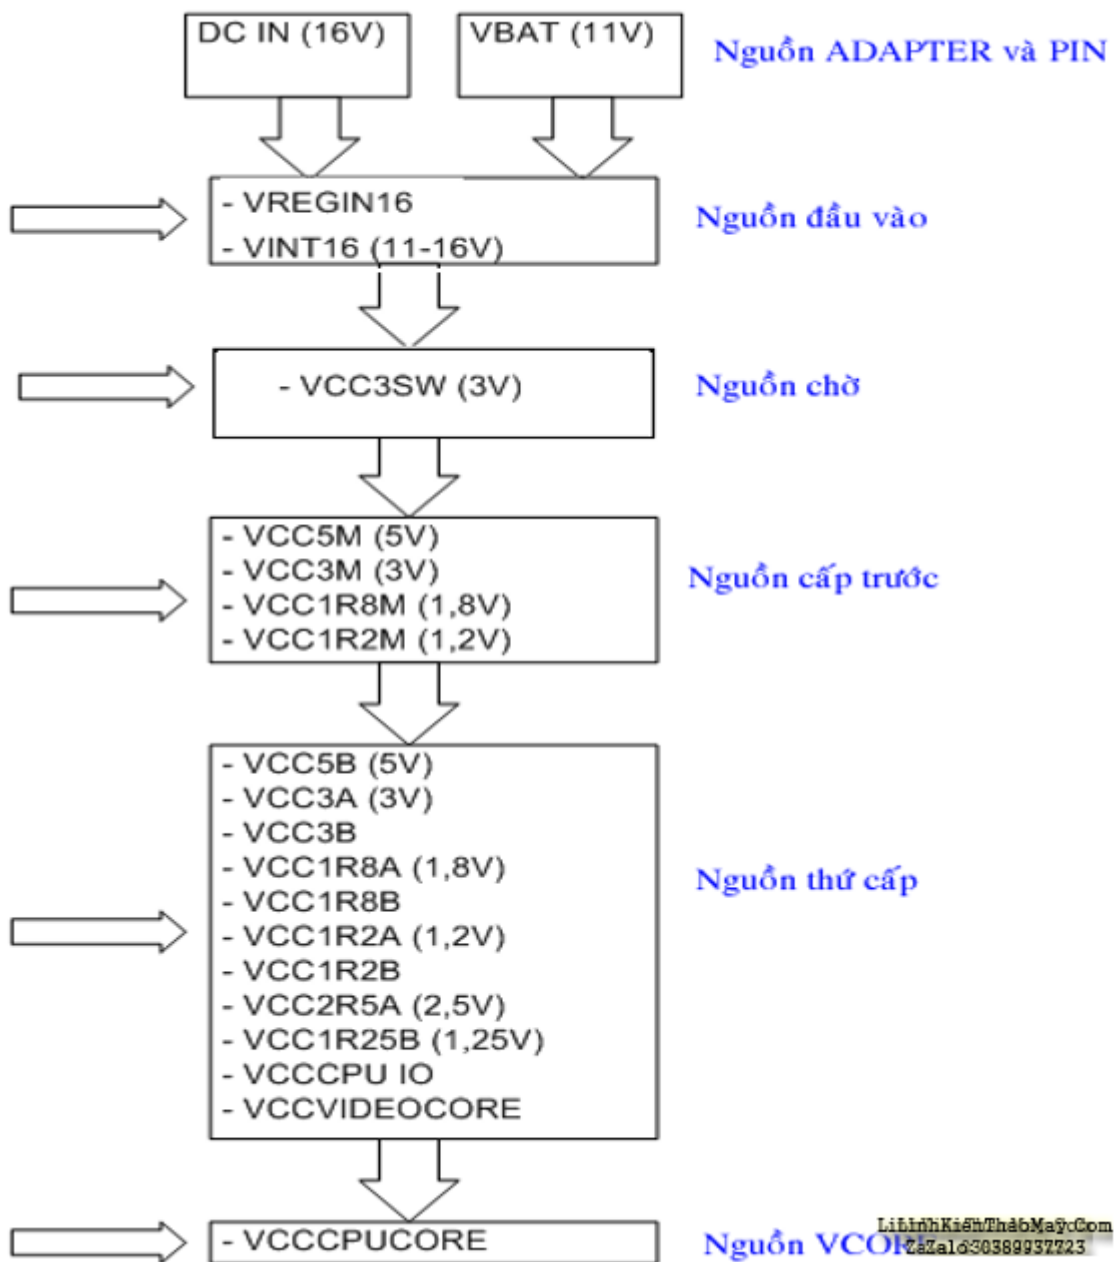 DC IN (16V)
VBAT (11V)
Nguồn ADAPTER và PIN
- VREGIN16
- VINT16 (11-16V)
Nguồn đầu vào
- VCC3SW (3V)
Nguồn chờ
- VCC5M (5V)
- VCC3M (3V)
- VCC1R8M (1,8V)
- VCC1R2M (1,2V)
Nguồn cấp trước
- VCC5B (5V)
- VCC3A (3V)
- VCC3B
- VCC1R8A (1,8V)
- VCC1R8B
- VCC1R2A (1,2V)
- VCC1R2B
- VCC2R5A (2,5V)
- VCC1R25B (1,25V)
- VCCCPU IO
- VCCVIDEOCORE
Nguồn thứ cấp
- VCCCPUCORE
Nguồn VCORE